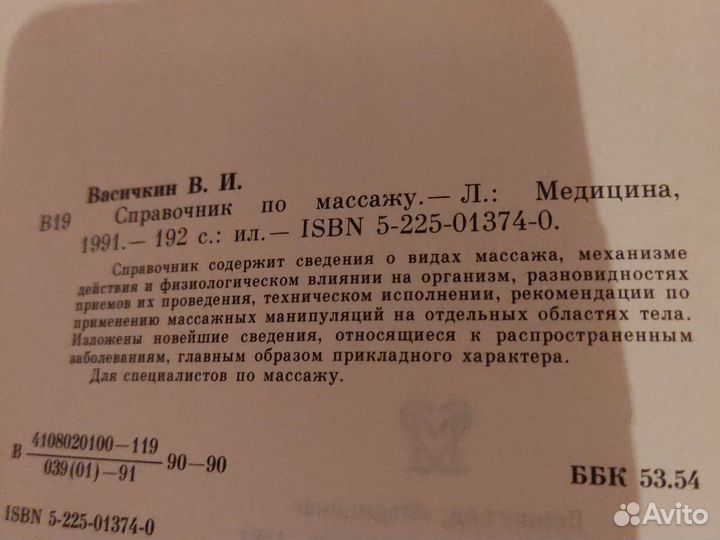 Васичкин В. И.
В19 Справочник по массажу.— Л.: Медицина,
1991.— 192 с.: ил.— ISBN 5-225-01374-0.
Справочник содержит сведения о видах массажа, механизме
действия и физиологическом влиянии на организм, разновидностях
приемов их проведения, техническом исполнении, рекомендации по
применению массажных манипуляций на отдельных областях тела.
Изложены новейшие сведения, относящиеся к распространенным
заболеваниям, главным образом прикладного характера.
Для специалистов по массажу.
4108020100—119
В 90—90
039(01)—91
ББК 53.54
ISBN 5-225-01374-0
Avito